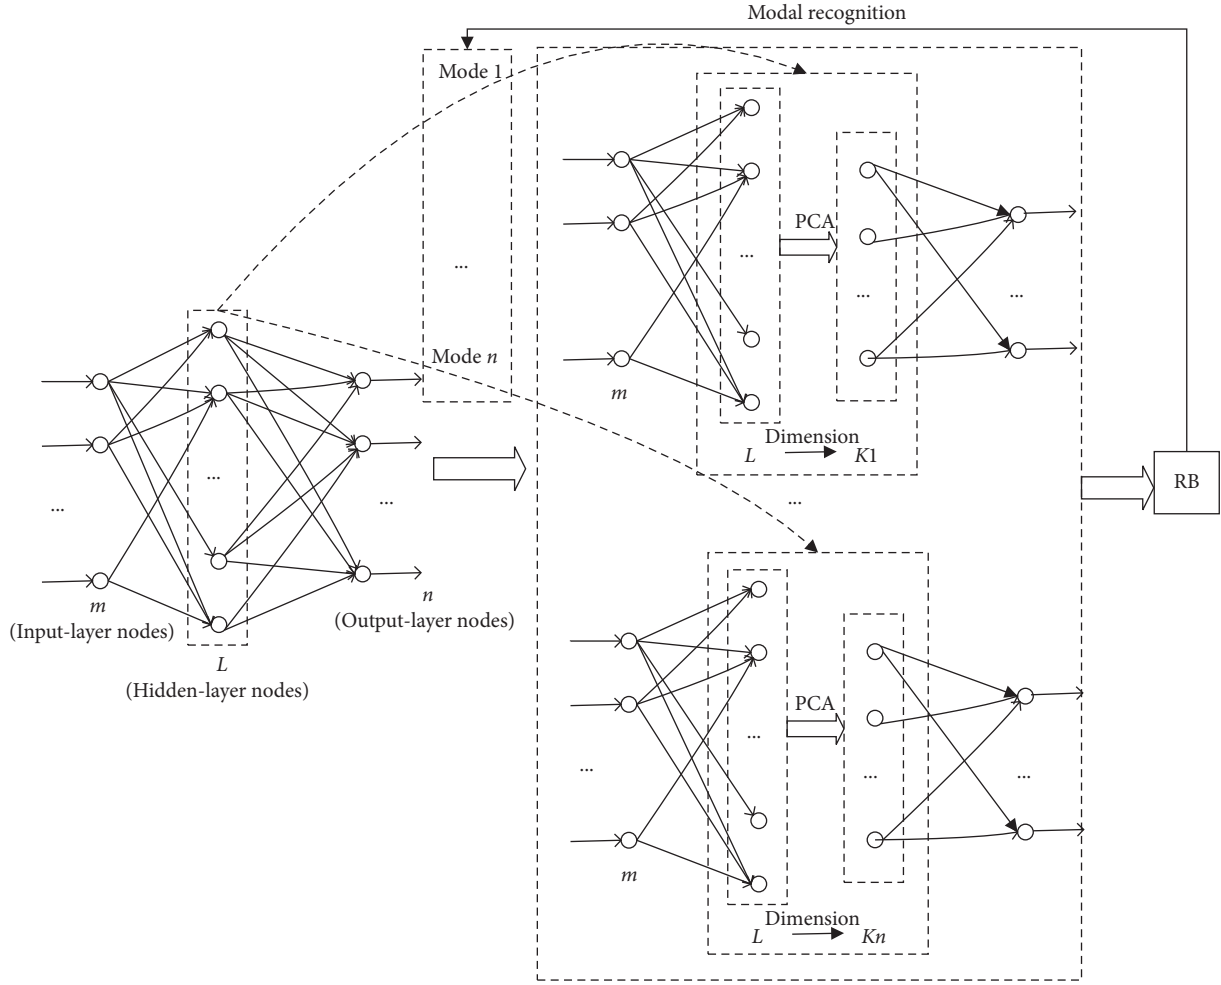 Modal recognition
Mode 1
...
Mode n
...
...
...
m
(Input-layer nodes)
L
(Hidden-layer nodes)
n
(Output-layer nodes)
PCA
...
...
...
m
Dimension
L K1
...
PCA
...
...
...
...
m
Dimension
L Kn
RB